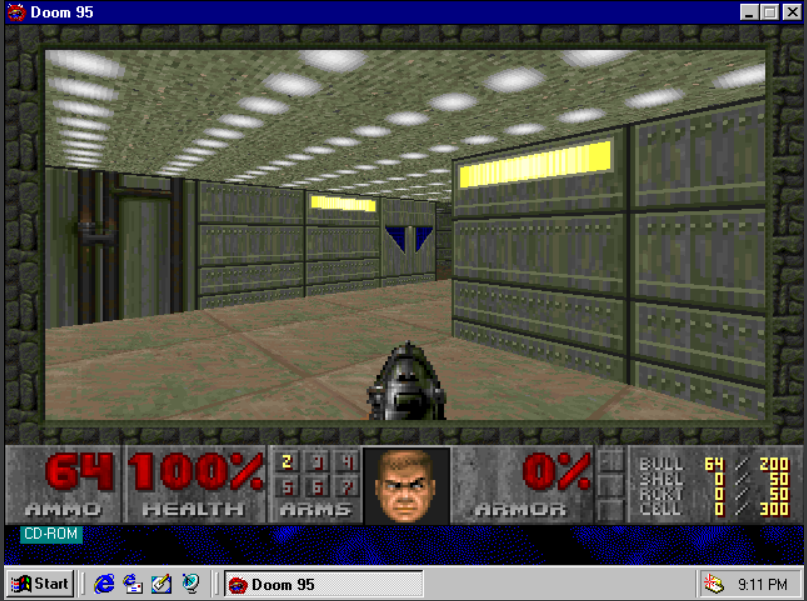 Doom 95
64 100% 2 3 4 0% BULL 64 / 200
5 6 7 SHEL 0 / 50
AMMO HEALTH ARMS ARMOR RCKT 0 / 50
CELL 0 / 300
CD-ROM
Start Doom 95 9:11 PM